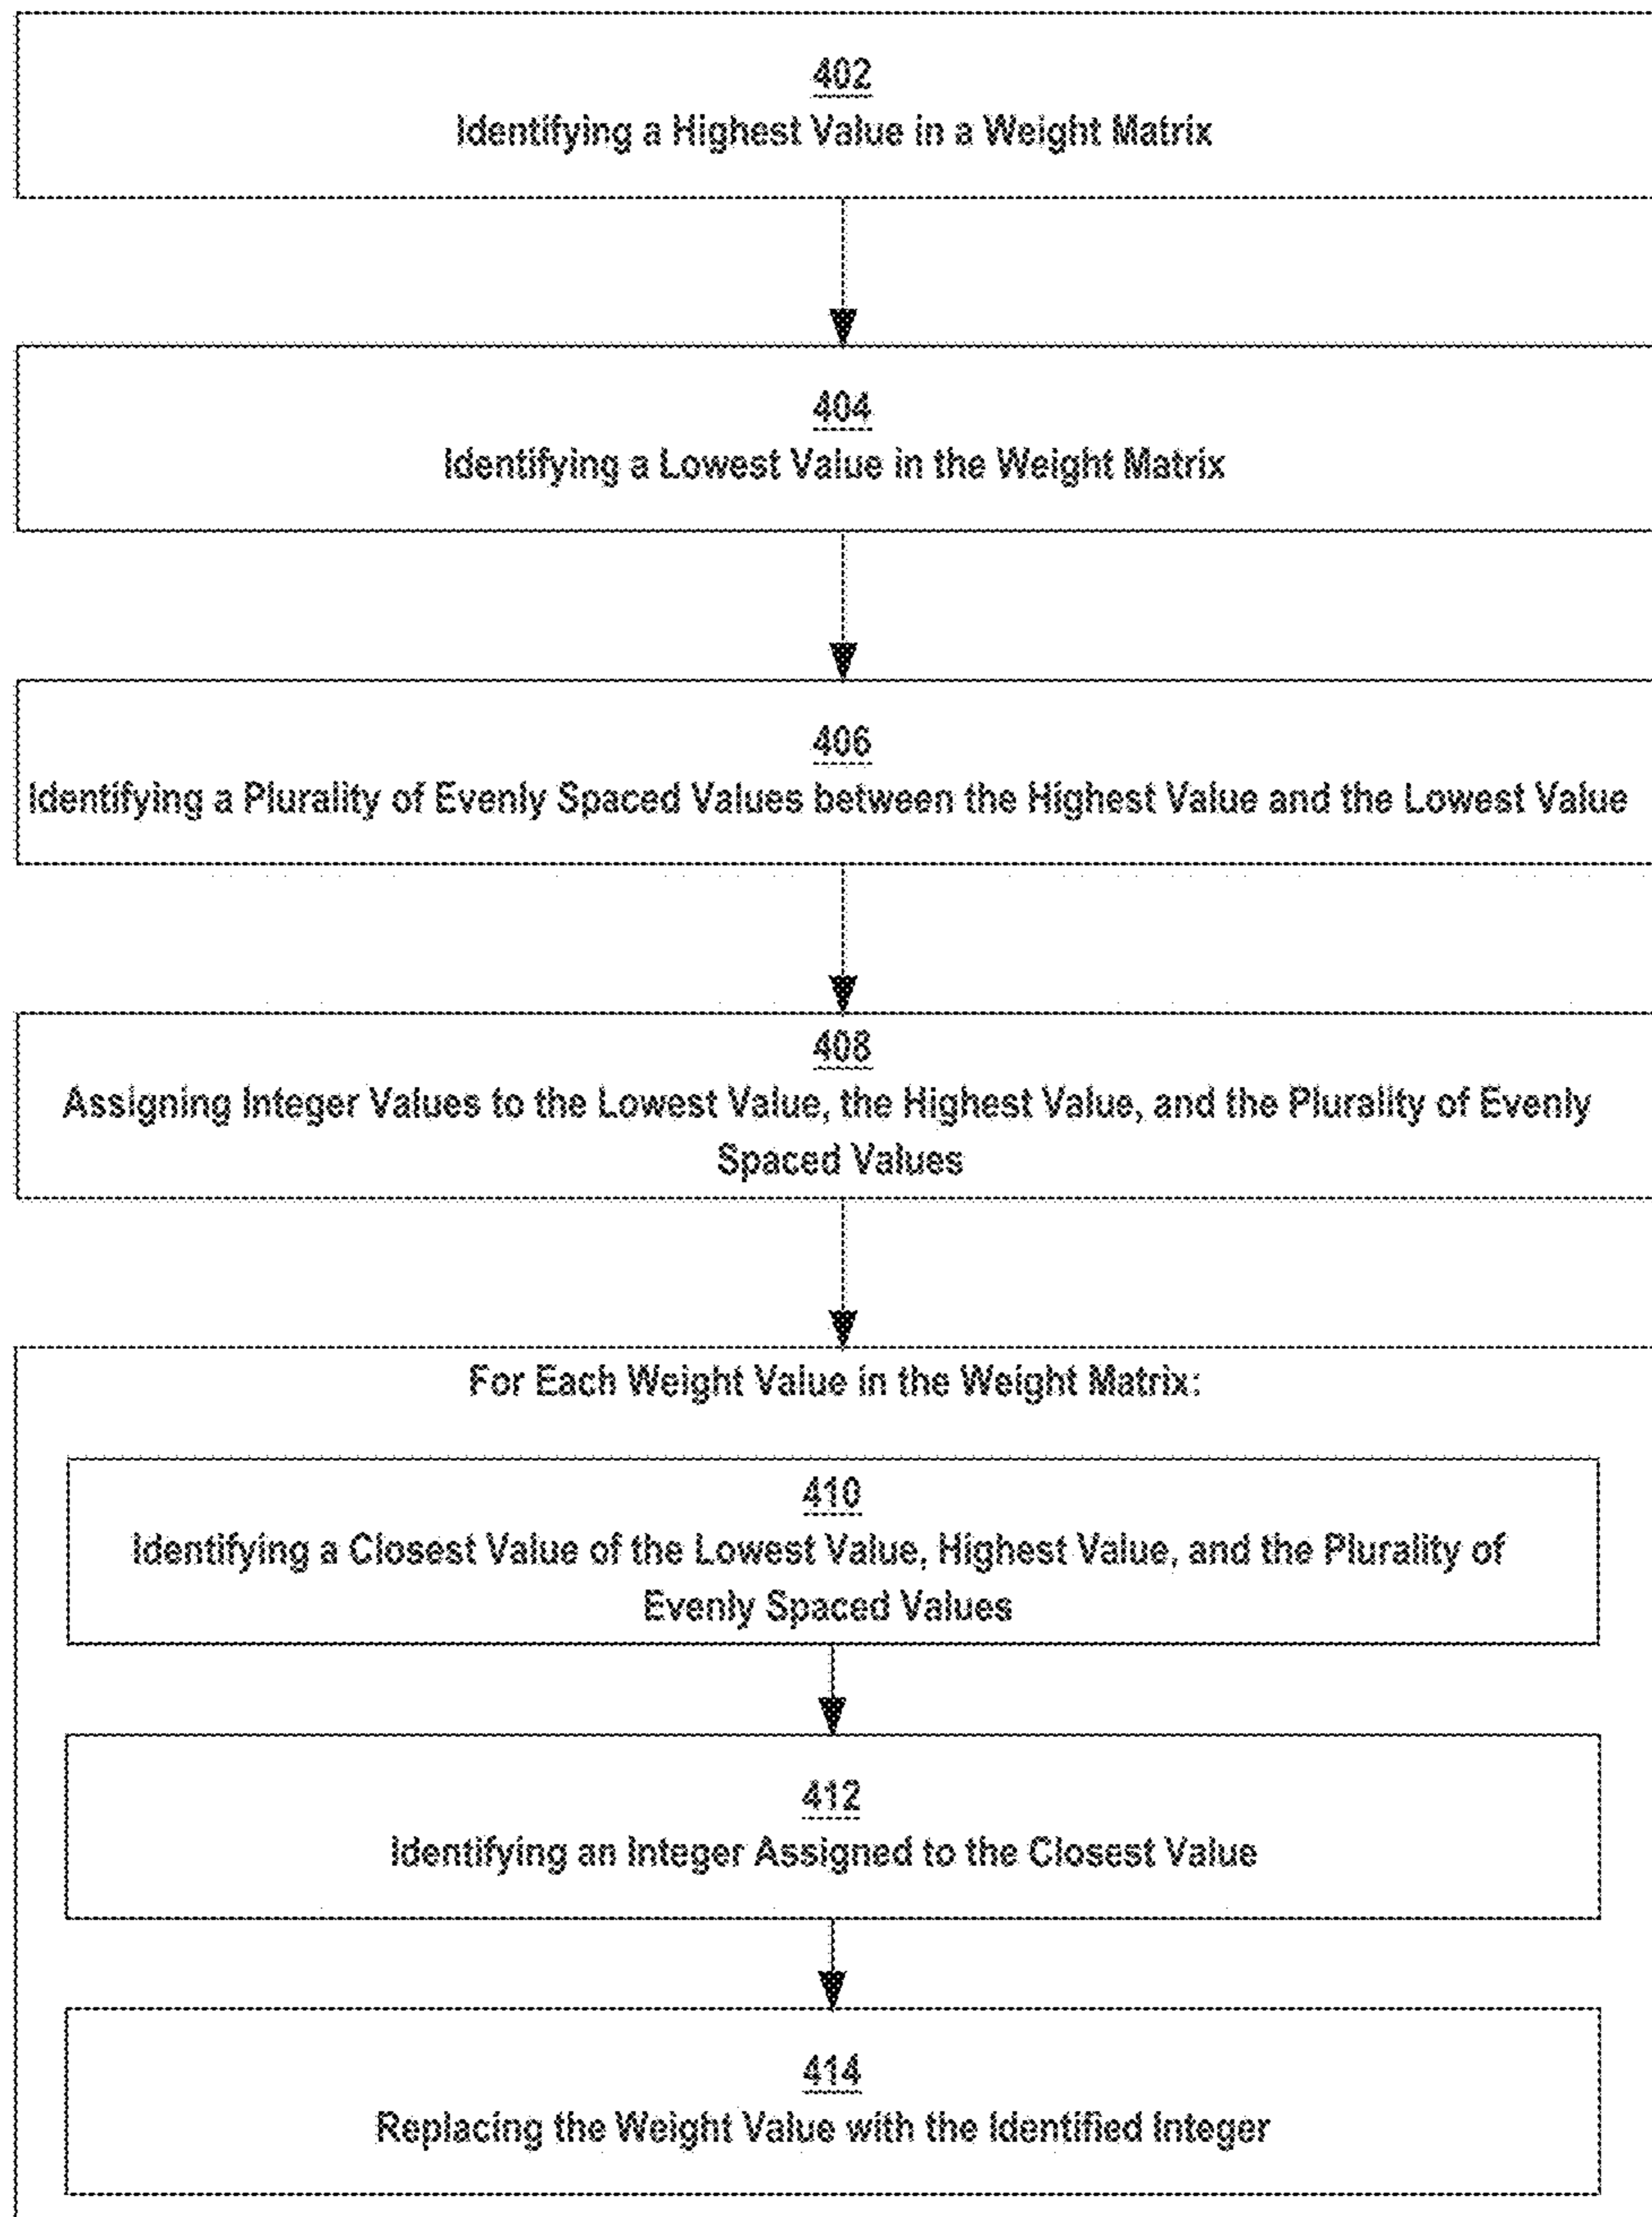 402
Identifying a Highest Value in a Weight Matrix
404
Identifying a Lowest Value in the Weight Matrix
406
Identifying a Plurality of Evenly Spaced Values between the Highest Value and the Lowest Value
408
Assigning Integer Values to the Lowest Value, the Highest Value, and the Plurality of Evenly
Spaced Values
For Each Weight Value in the Weight Matrix:
410
Identifying a Closest Value of the Lowest Value, Highest Value, and the Plurality of
Evenly Spaced Values
412
Identifying an Integer Assigned to the Closest Value
414
Replacing the Weight Value with the Identified Integer